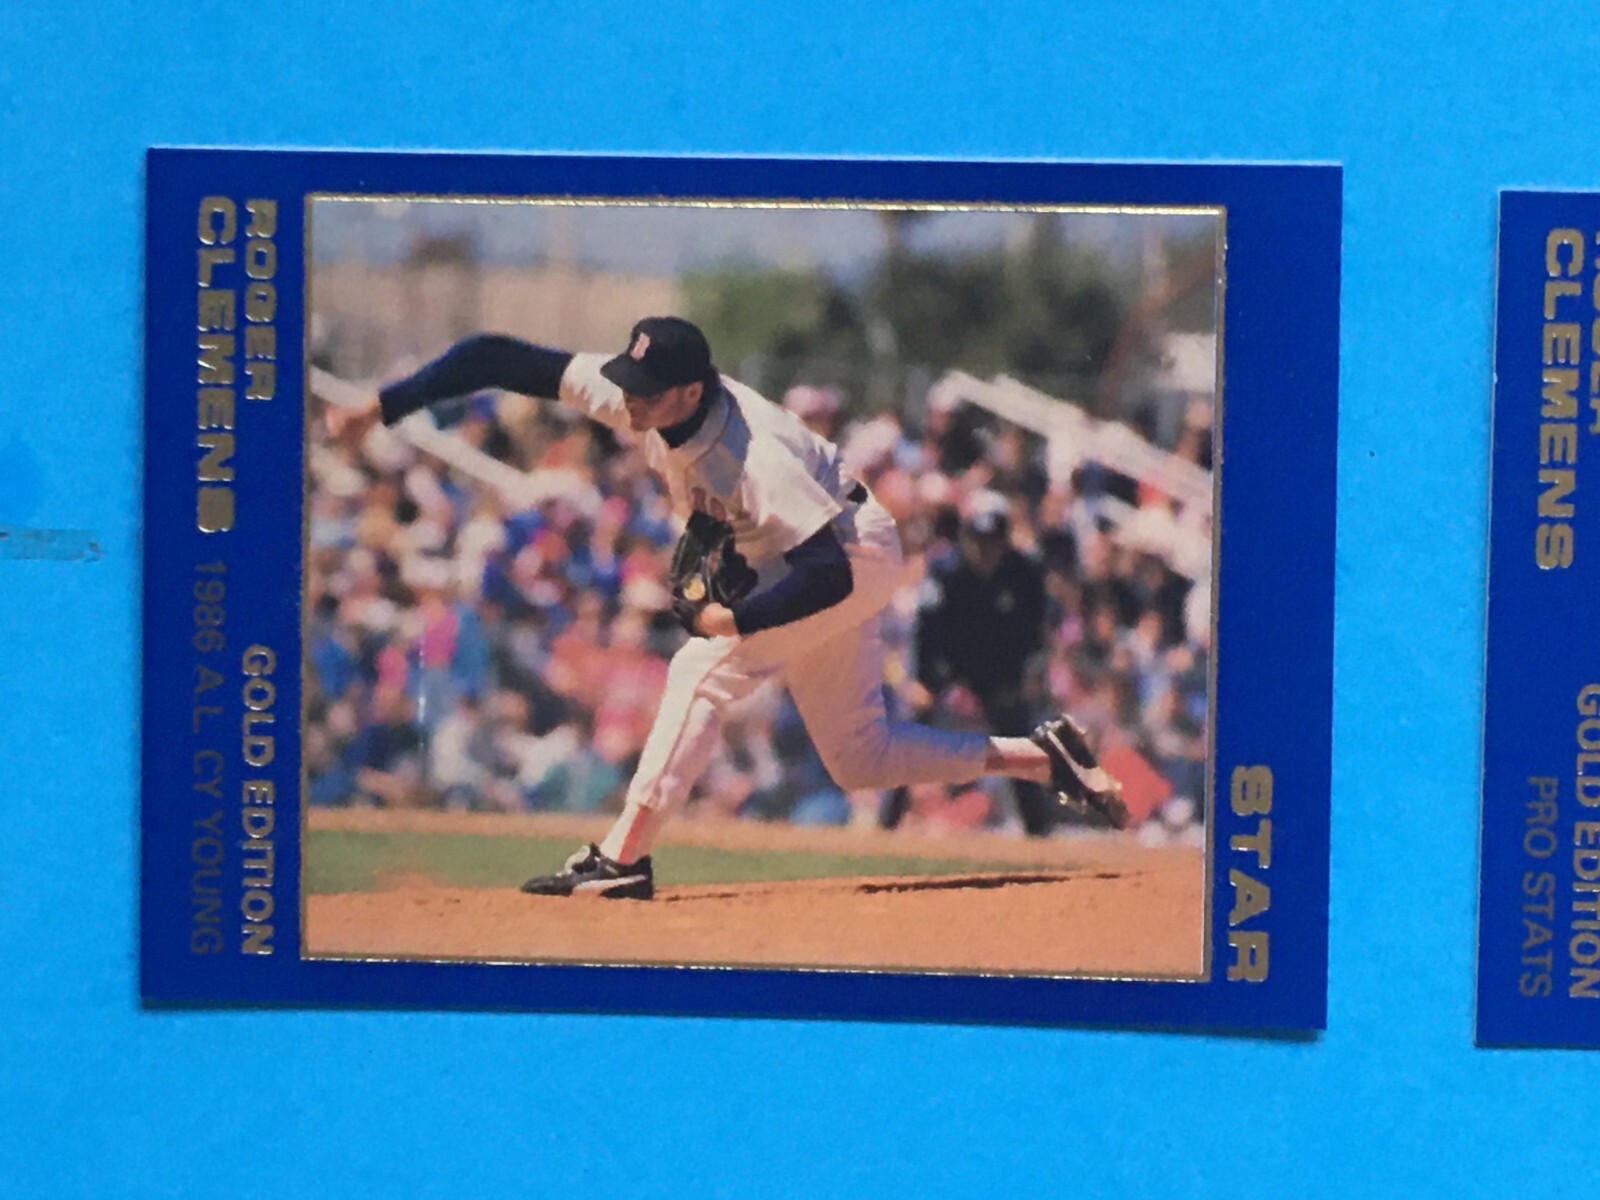 STAR
ROGER
GOLD EDITION
CLEMENS 1986 A.L. CY YOUNG
B
GOLD EDITION
CLEMENS
PRO STATS